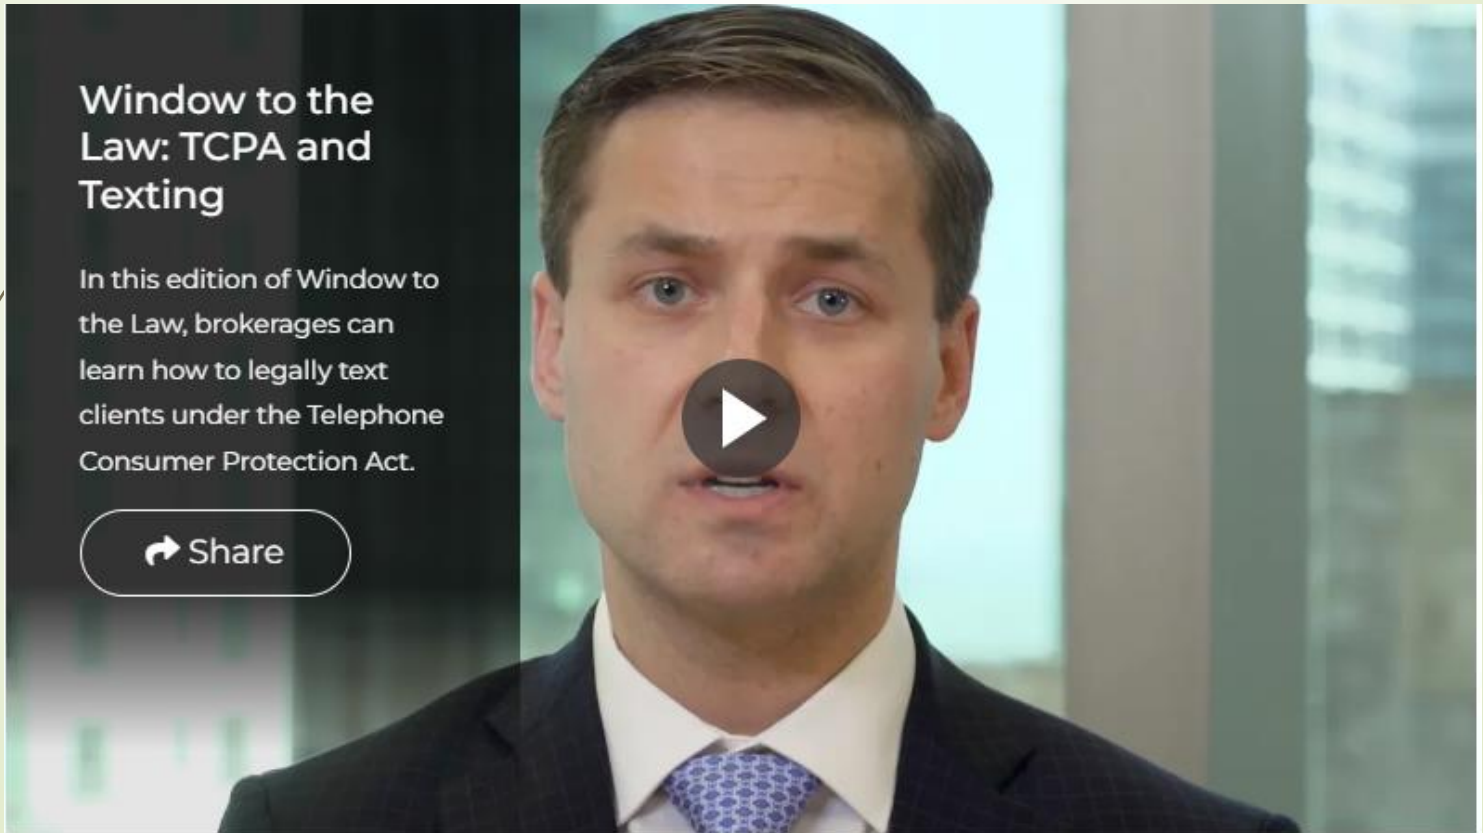 Window to the
Law: TCPA and
Texting
In this edition of Window to
the Law, brokerages can
learn how to legally text
clients under the Telephone
Consumer Protection Act.
Share